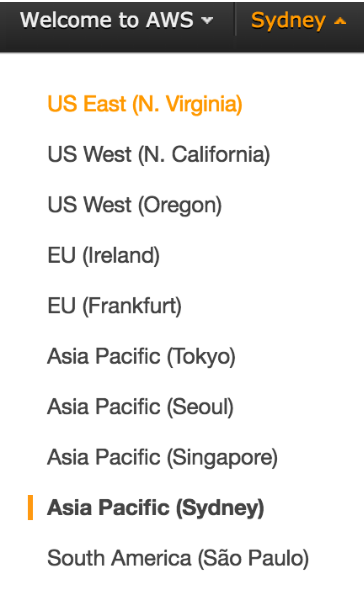 Welcome to AWS Sydney
US East (N. Virginia)
US West (N. California)
US West (Oregon)
EU (Ireland)
EU (Frankfurt)
Asia Pacific (Tokyo)
Asia Pacific (Seoul)
Asia Pacific (Singapore)
Asia Pacific (Sydney)
South America (São Paulo)